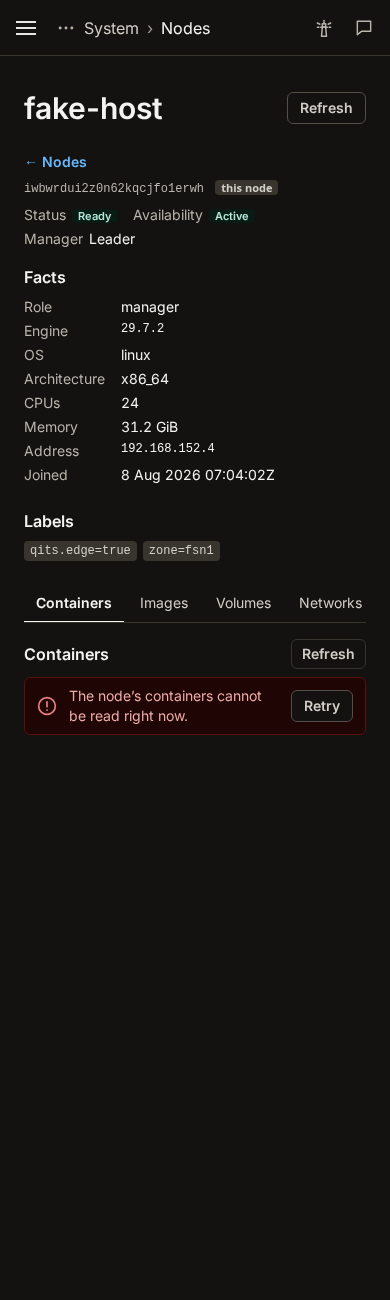 ··· System › Nodes
fake-host
Refresh
← Nodes
iwbwrdui2z0n62kqcjfo1erwh this node
Status Ready Availability Active
Manager Leader
Facts
Role manager
Engine 29.7.2
OS linux
Architecture x86_64
CPUs 24
Memory 31.2 GiB
Address 192.168.152.4
Joined 8 Aug 2026 07:04:02Z
Labels
qits.edge=true zone=fsn1
Containers Images Volumes Networks
Containers Refresh
The node’s containers cannot
be read right now.
Retry